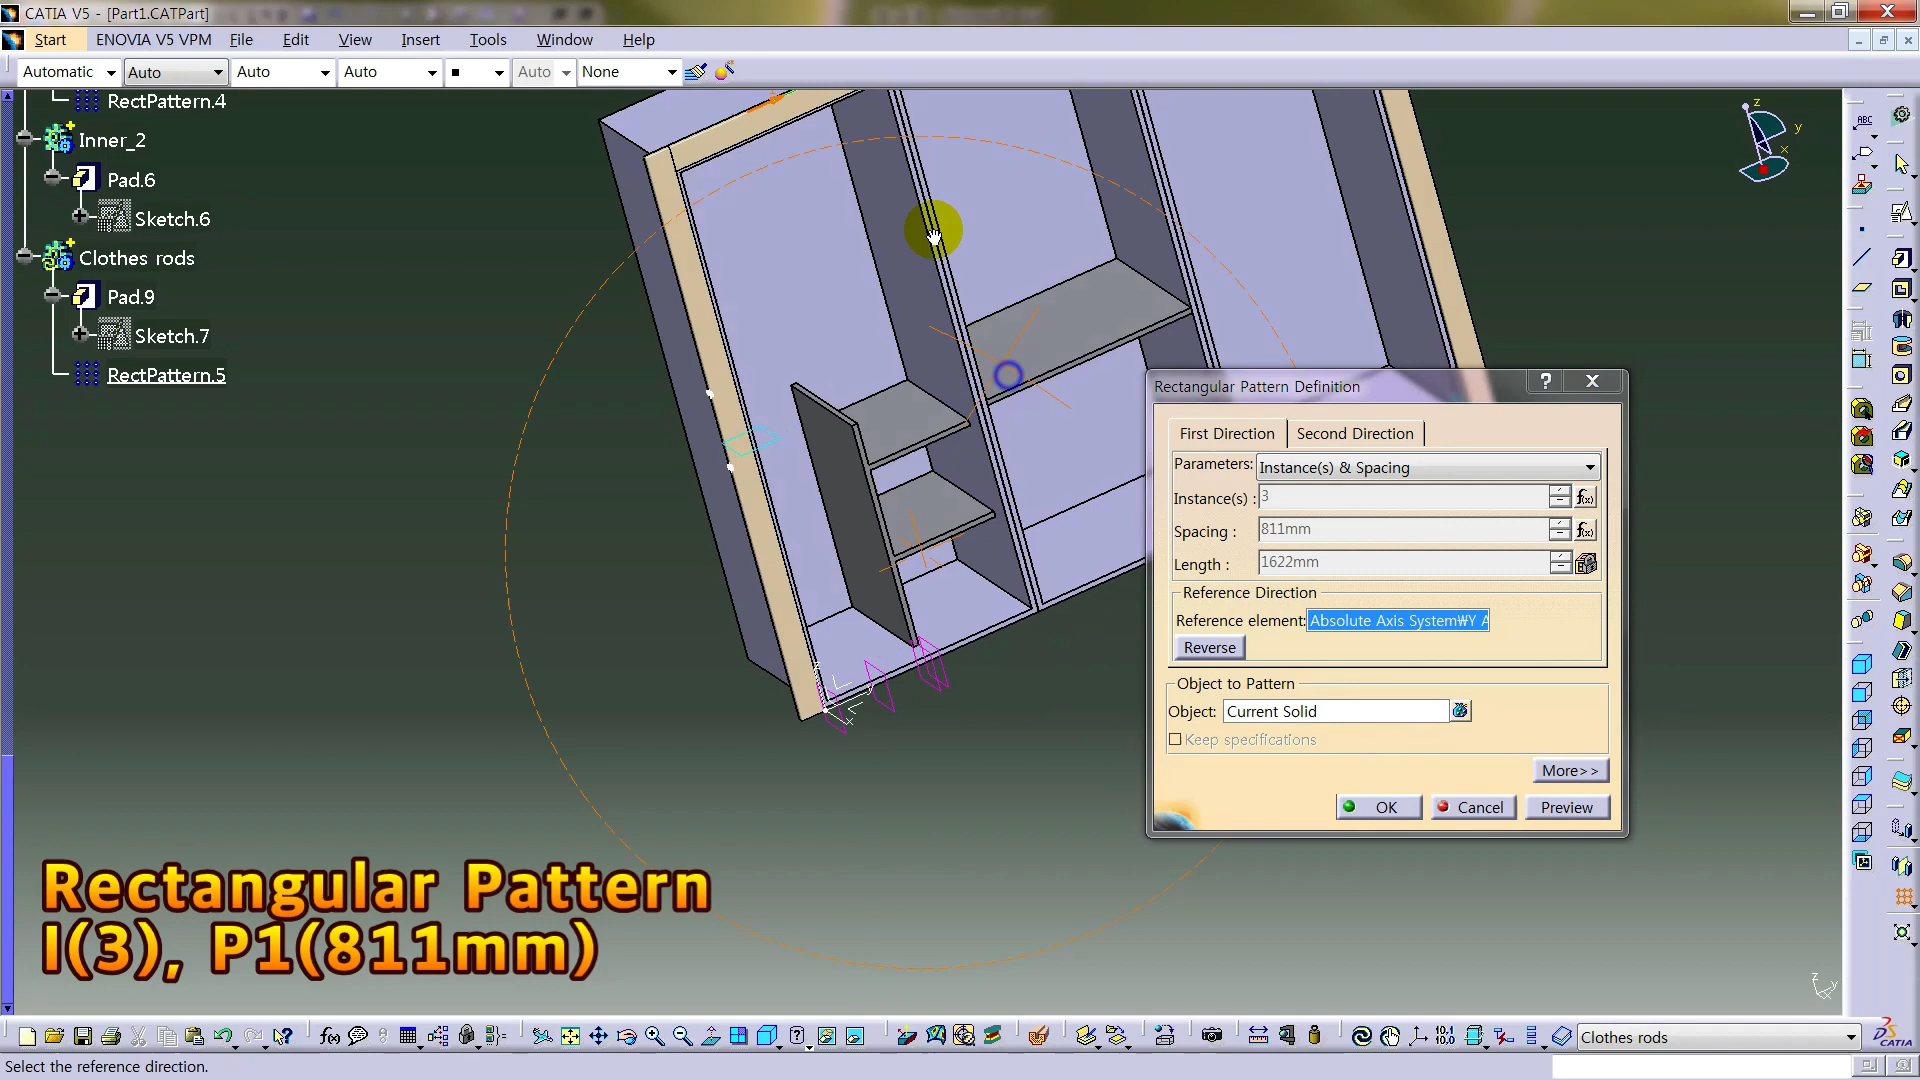 CATIA V5 - [Part1.CATPart]
Start
ENOVIA V5 VPM
File
Edit
View
Insert
Tools
Window
Help
Automatic
Auto
Auto
Auto
Auto
None
RectPattern.4
Inner_2
Pad.6
Sketch.6
Clothes rods
Pad.9
Sketch.7
RectPattern.5
z
y
x
ABC
Rectangular Pattern Definition
First Direction
Second Direction
Parameters:
Instance(s) & Spacing
Instance(s) :
3
Spacing :
811mm
Length :
1622mm
Reference Direction
Reference element:
Absolute Axis System₩Y A
Reverse
Object to Pattern
Object:
Current Solid
Keep specifications
More>>
OK
Cancel
Preview
Rectangular Pattern
I(3), P1(811mm)
Clothes rods
CATIA
Select the reference direction.